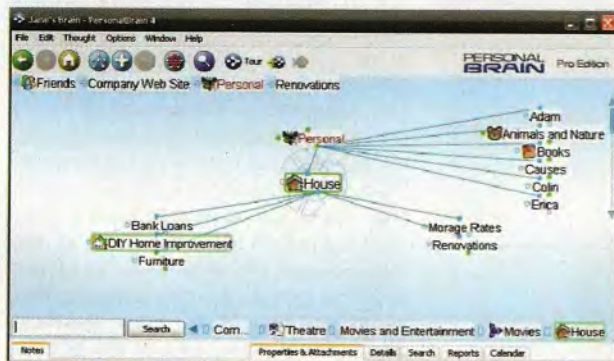 Jane's Brain - PersonalBrain 4
File Edit Thought Options Window Help
Tour
PERSONAL BRAIN Pro Edition
Friends Company Web Site Personal Renovations
Personal
Adam
Animals and Nature
Books
Causes
Colin
Erica
House
Bank Loans
DIY Home Improvement
Furniture
Morage Rates
Renovations
Search Com... Theatre Movies and Entertainment Movies House
Notes Properties & Attachments Details Search Reports Calendar